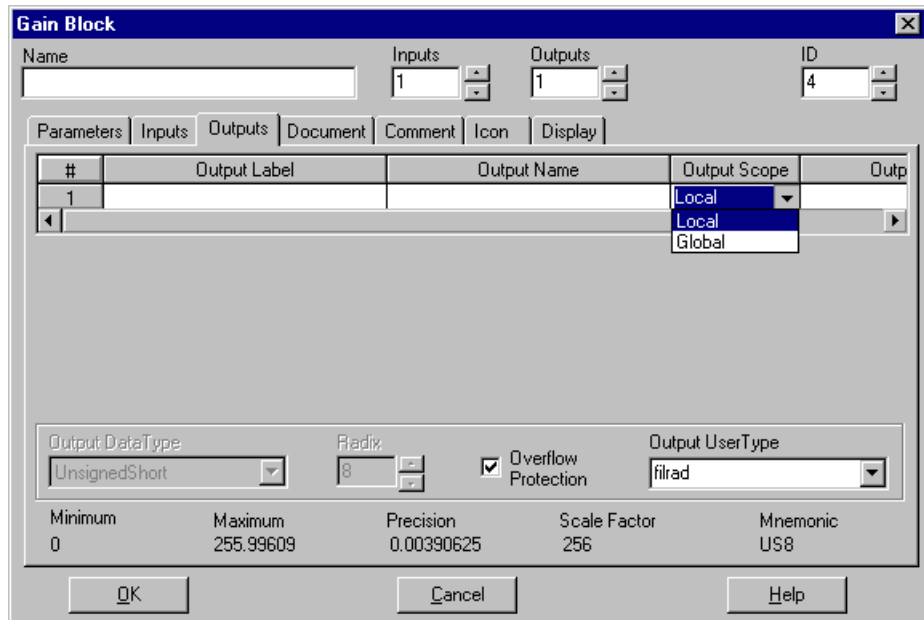 Gain Block
Name Inputs Outputs ID
1 1 4
Parameters Inputs Outputs Document Comment Icon Display
# Output Label Output Name Output Scope Outp
1 Local
Local
Global
Output DataType Radix Overflow Protection Output UserType
UnsignedShort 8 filrad
Minimum Maximum Precision Scale Factor Mnemonic
0 255.99609 0.00390625 256 US8
OK Cancel Help